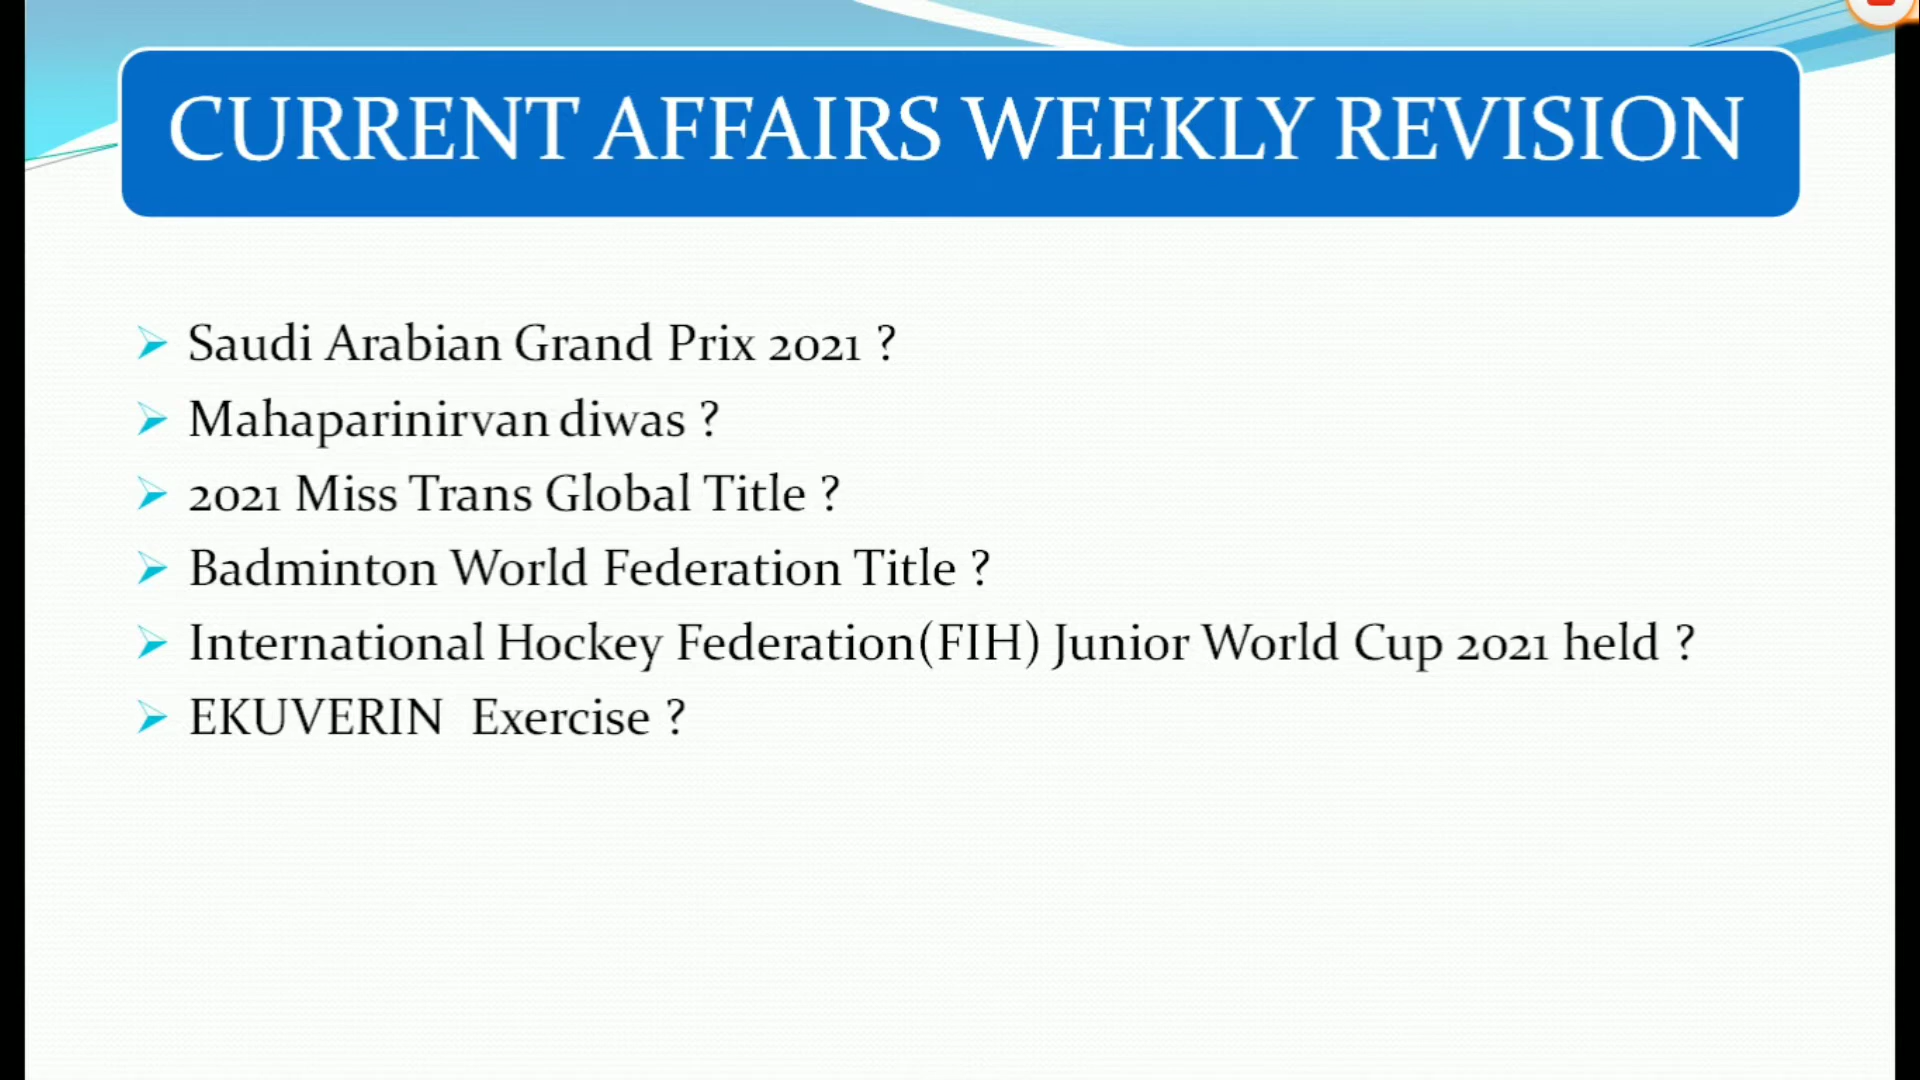 CURRENT AFFAIRS WEEKLY REVISION
Saudi Arabian Grand Prix 2021 ?
Mahaparinirvan diwas ?
2021 Miss Trans Global Title ?
Badminton World Federation Title ?
International Hockey Federation(FIH) Junior World Cup 2021 held ?
EKUVERIN Exercise ?